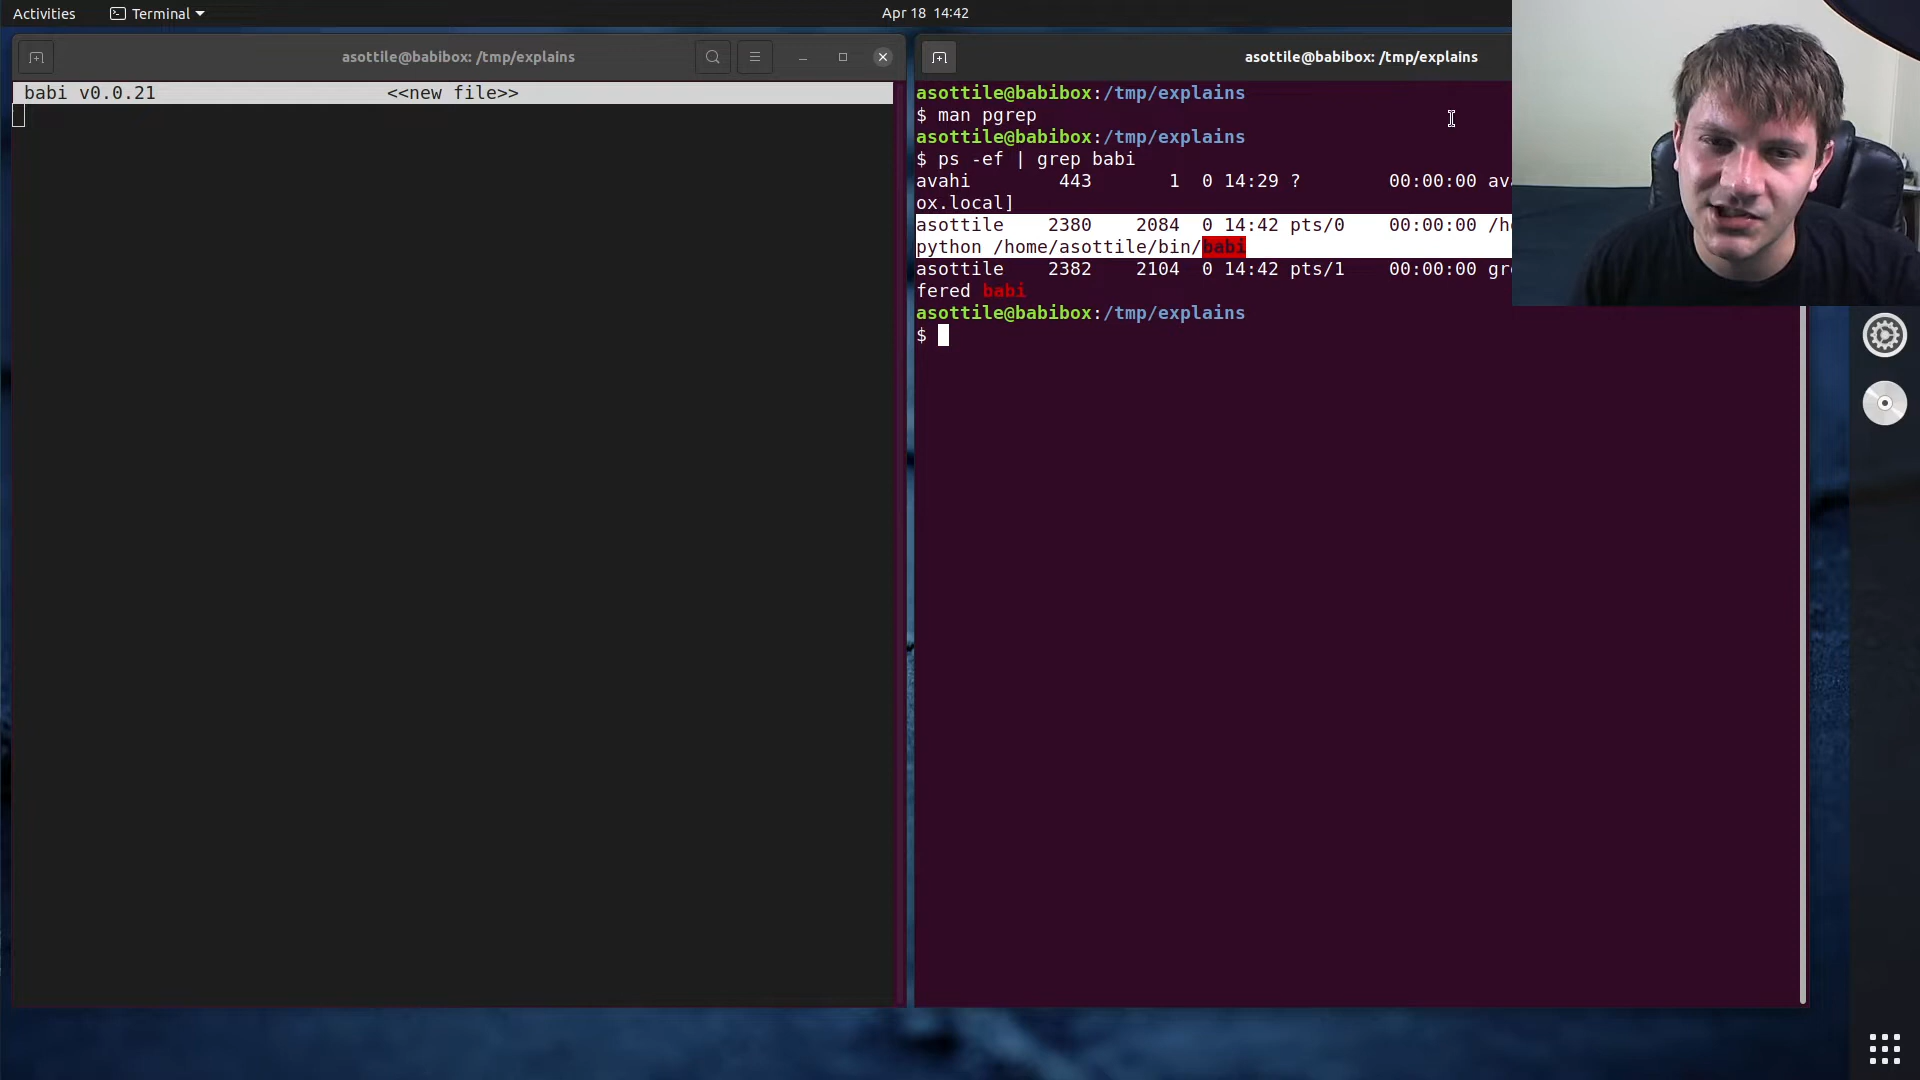 Activities Terminal Apr 18 14:42
asottile@babibox: /tmp/explains
babi v0.0.21 <<new file>>
asottile@babibox: /tmp/explains
asottile@babibox:/tmp/explains
$ man pgrep
asottile@babibox:/tmp/explains
$ ps -ef | grep babi
avahi 443 1 0 14:29 ? 00:00:00 av
ox.local]
asottile 2380 2084 0 14:42 pts/0 00:00:00 /h
python /home/asottile/bin/babi
asottile 2382 2104 0 14:42 pts/1 00:00:00 gr
fered babi
asottile@babibox:/tmp/explains
$